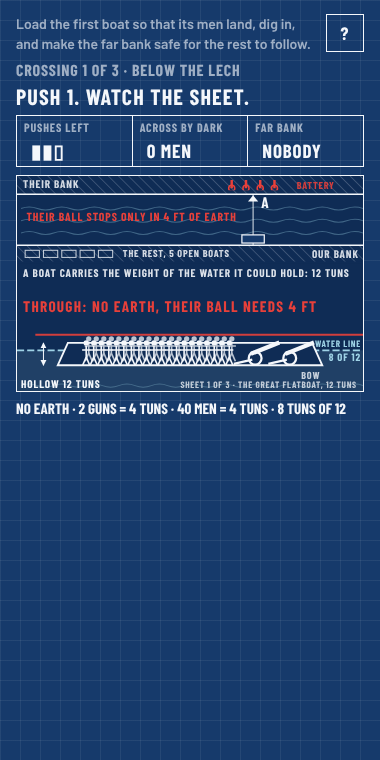 Load the first boat so that its men land, dig in,
and make the far bank safe for the rest to follow.
?
CROSSING 1 OF 3 · BELOW THE LECH
PUSH 1. WATCH THE SHEET.
PUSHES LEFT
ACROSS BY DARK
0 MEN
FAR BANK
NOBODY
THEIR BANK
BATTERY
A
THEIR BALL STOPS ONLY IN 4 FT OF EARTH
THE REST, 5 OPEN BOATS
OUR BANK
A BOAT CARRIES THE WEIGHT OF THE WATER IT COULD HOLD: 12 TUNS
THROUGH: NO EARTH, THEIR BALL NEEDS 4 FT
WATER LINE
8 OF 12
BOW
HOLLOW 12 TUNS
SHEET 1 OF 3 · THE GREAT FLATBOAT, 12 TUNS
NO EARTH · 2 GUNS = 4 TUNS · 40 MEN = 4 TUNS · 8 TUNS OF 12